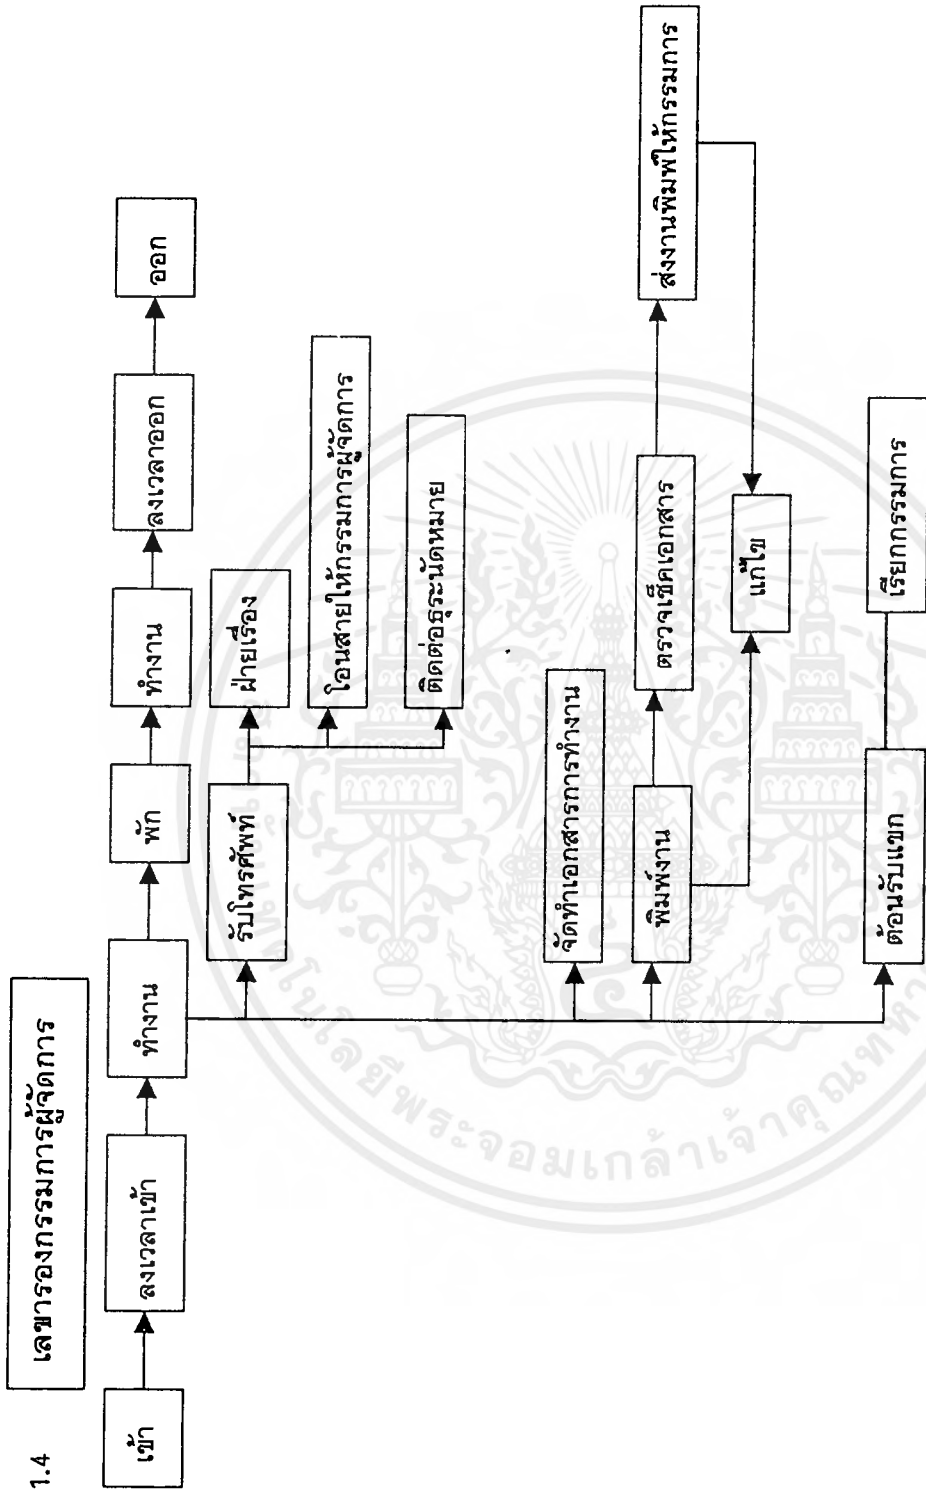 1.4
เลขารองกรรมการผู้จัดการ
เข้า
ลงเวลาเข้า
ทำงาน
พัก
ทำงาน
ลงเวลาออก
ออก
รับโทรศัพท์
ฝ่ายเรื่อง
โอนสายให้กรรมการผู้จัดการ
ติดต่อธุระนัดหมาย
จัดทำเอกสารการทำงาน
พิมพ์งาน
ตรวจเช็คเอกสาร
ส่งงานพิมพ์ให้กรรมการ
แก้ไข
ต้อนรับแขก
เรียกกรรมการ